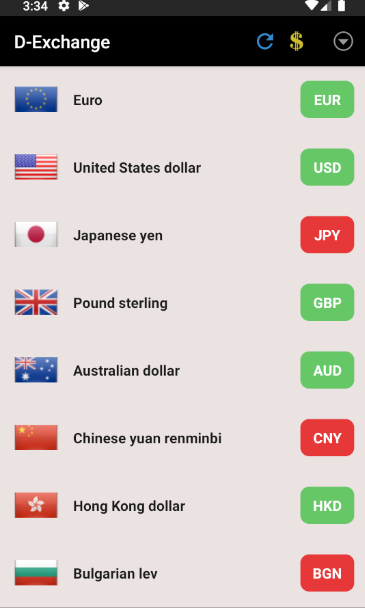 3:34
D-Exchange
$
Euro EUR
United States dollar USD
Japanese yen JPY
Pound sterling GBP
Australian dollar AUD
Chinese yuan renminbi CNY
Hong Kong dollar HKD
Bulgarian lev BGN